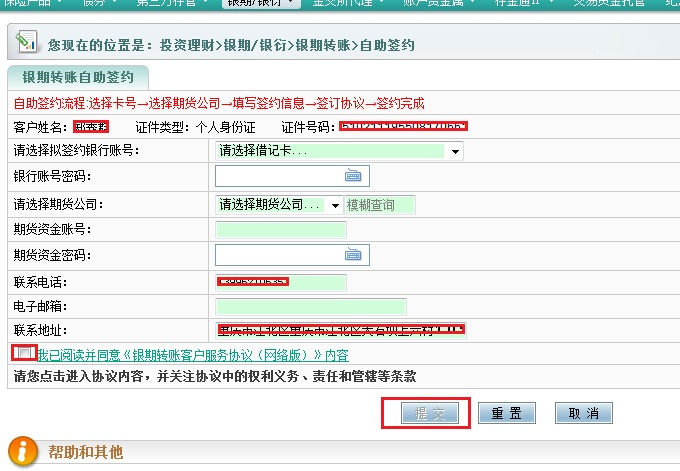 保险产品 债券 第三方存管 银期/银衍 金交所代理 账户贵金属 存金通II 交易资金托管
您现在的位置是：投资理财>银期/银衍>银期转账>自助签约
银期转账自助签约
自助签约流程:选择卡号→选择期货公司→填写签约信息→签订协议→签约完成
客户姓名： 证件类型：个人身份证 证件号码：
请选择拟签约银行账号： 请选择借记卡...
银行账号密码：
请选择期货公司： 请选择期货公司... 模糊查询
期货资金账号：
期货资金密码：
联系电话：
电子邮箱：
联系地址：
我已阅读并同意《银期转账客户服务协议（网络版）》内容
请您点击进入协议内容，并关注协议中的权利义务、责任和管辖等条款
提 交 重 置 取 消
帮助和其他